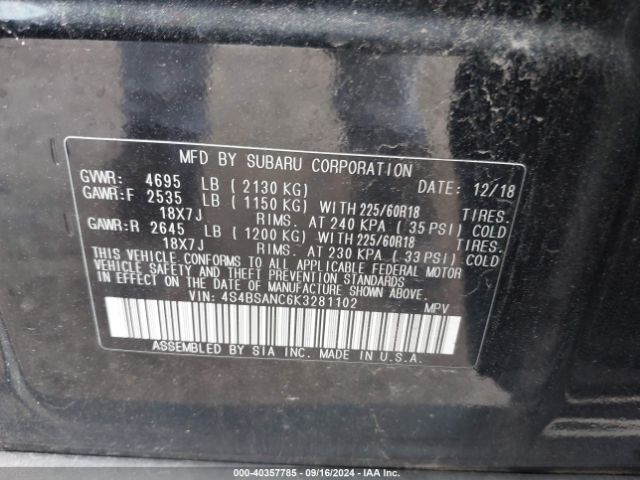 MFD BY SUBARU CORPORATION
GVWR: 4695 LB ( 2130 KG) DATE: 12/18
GAWR:F 2535 LB ( 1150 KG) WITH 225/60R18 TIRES.
18X7J RIMS. AT 240 KPA ( 35 PSI) COLD
GAWR:R 2645 LB ( 1200 KG) WITH 225/60R18 TIRES.
18X7J RIMS. AT 230 KPA ( 33 PSI) COLD
THIS VEHICLE CONFORMS TO ALL APPLICABLE FEDERAL MOTOR
VEHICLE SAFETY AND THEFT PREVENTION STANDARDS
IN EFFECT ON THE DATE OF MANUFACTURE SHOWN ABOVE.
VIN: 4S4BSANC6K3281102 MPV
ASSEMBLED BY SIA INC. MADE IN U.S.A.
000-40357785 - 09/16/2024 - IAA Inc.